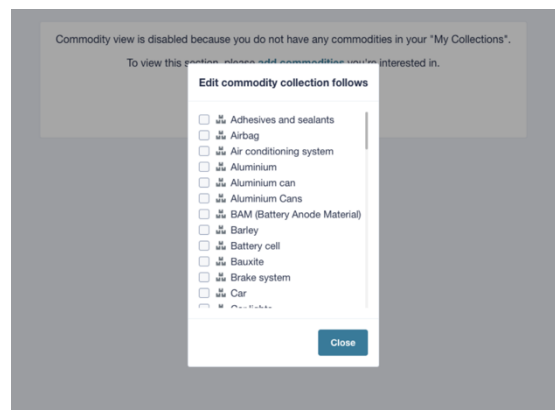 Commodity view is disabled because you do not have any commodities in your "My Collections".
To view this section, please add commodities you're interested in.
Edit commodity collection follows
Adhesives and sealants
Airbag
Air conditioning system
Aluminium
Aluminium can
Aluminium Cans
BAM (Battery Anode Material)
Barley
Battery cell
Bauxite
Brake system
Car
Car lights
Close